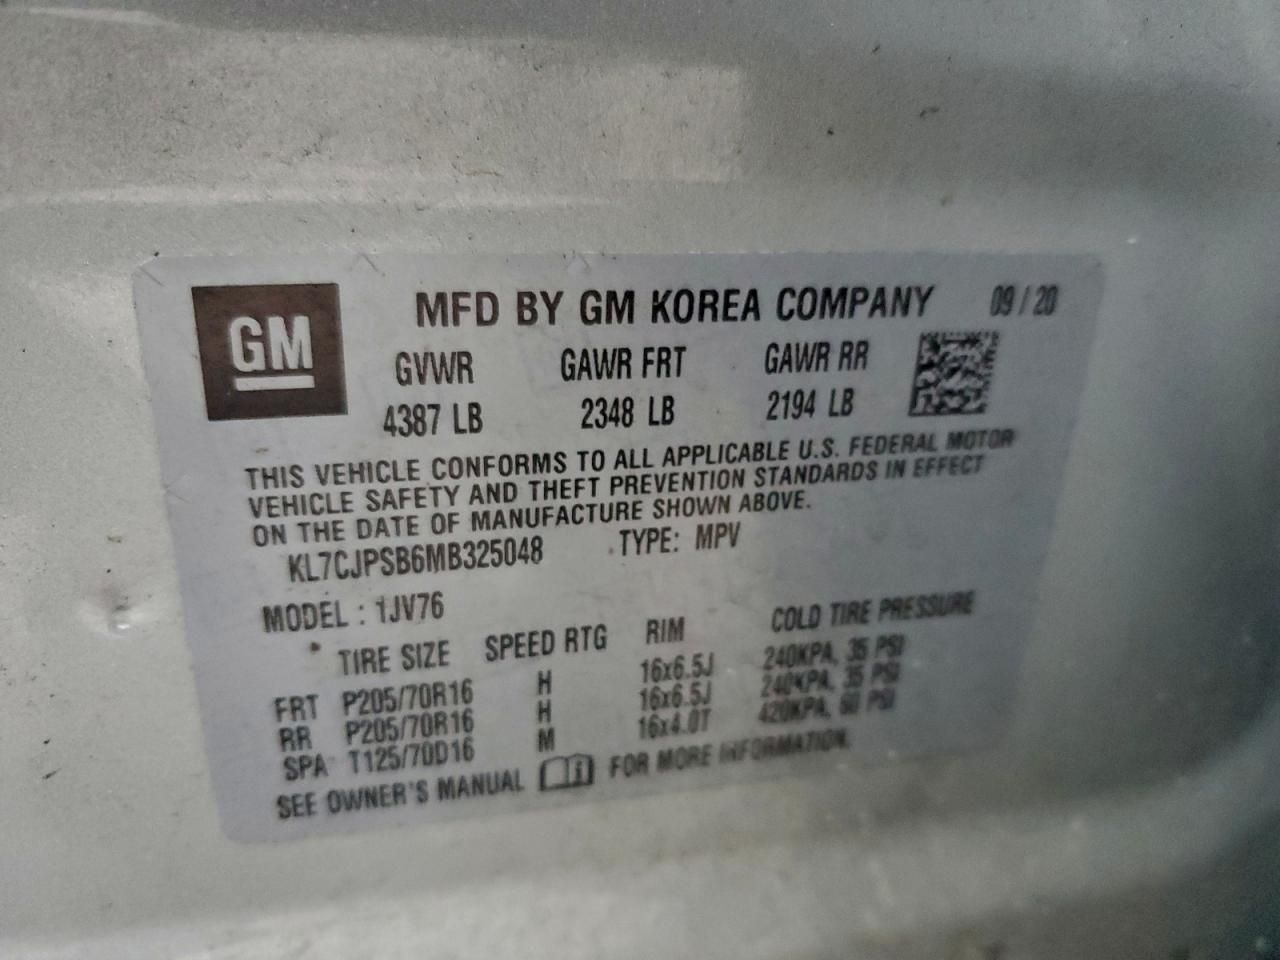 GM MFD BY GM KOREA COMPANY 09/20
GVWR GAWR FRT GAWR RR
4387 LB 2348 LB 2194 LB
THIS VEHICLE CONFORMS TO ALL APPLICABLE U.S. FEDERAL MOTOR
VEHICLE SAFETY AND THEFT PREVENTION STANDARDS IN EFFECT
ON THE DATE OF MANUFACTURE SHOWN ABOVE.
KL7CJPSB6MB325048 TYPE: MPV
MODEL: 1JV76
TIRE SIZE SPEED RTG RIM COLD TIRE PRESSURE
FRT P205/70R16 H 16x6.5J 240KPA, 35 PSI
RR P205/70R16 H 16x6.5J 240KPA, 35 PSI
SPA T125/70D16 M 16x4.0T 420KPA, 60 PSI
SEE OWNER'S MANUAL FOR MORE INFORMATION.